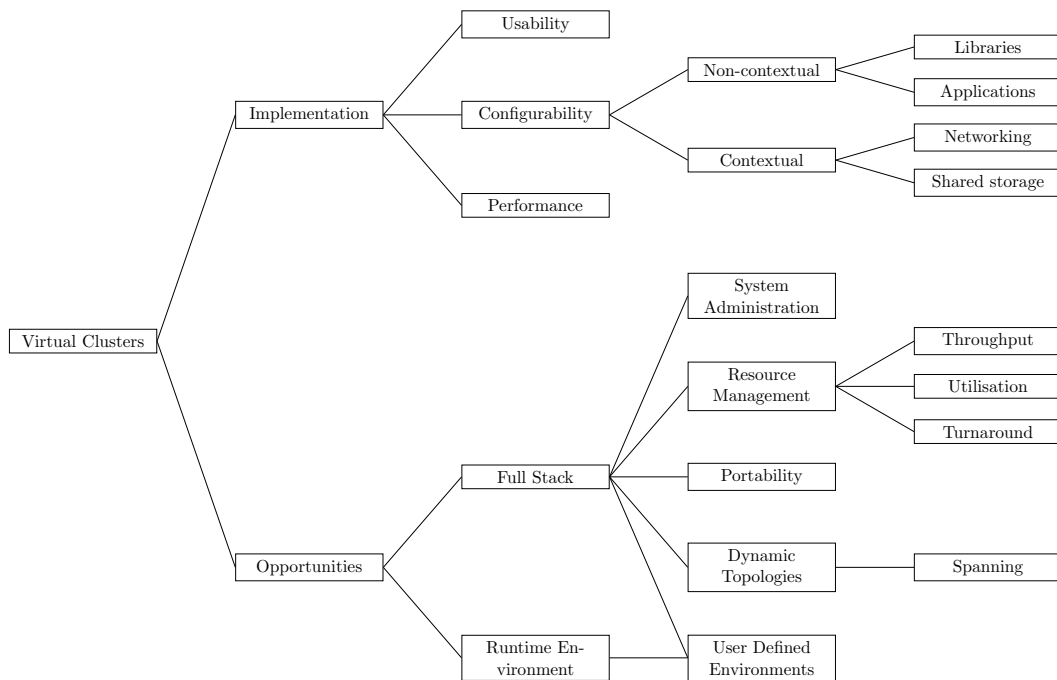 Usability
Libraries
Non-contextual
Applications
Implementation
Configurability
Networking
Contextual
Shared storage
Performance
System
Administration
Virtual Clusters
Throughput
Resource
Management
Utilisation
Turnaround
Full Stack
Portability
Opportunities
Dynamic
Topologies
Spanning
Runtime En-
vironment
User Defined
Environments